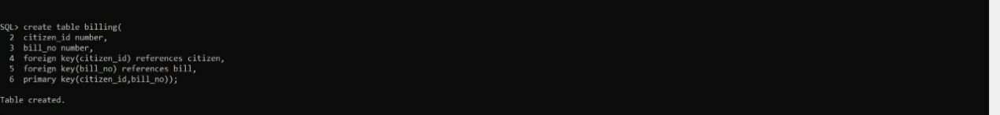 SQL> create table billing(
  2  citizen_id number,
  3  bill_no number,
  4  foreign key(citizen_id) references citizen,
  5  foreign key(bill_no) references bill,
  6  primary key(citizen_id,bill_no));
Table created.